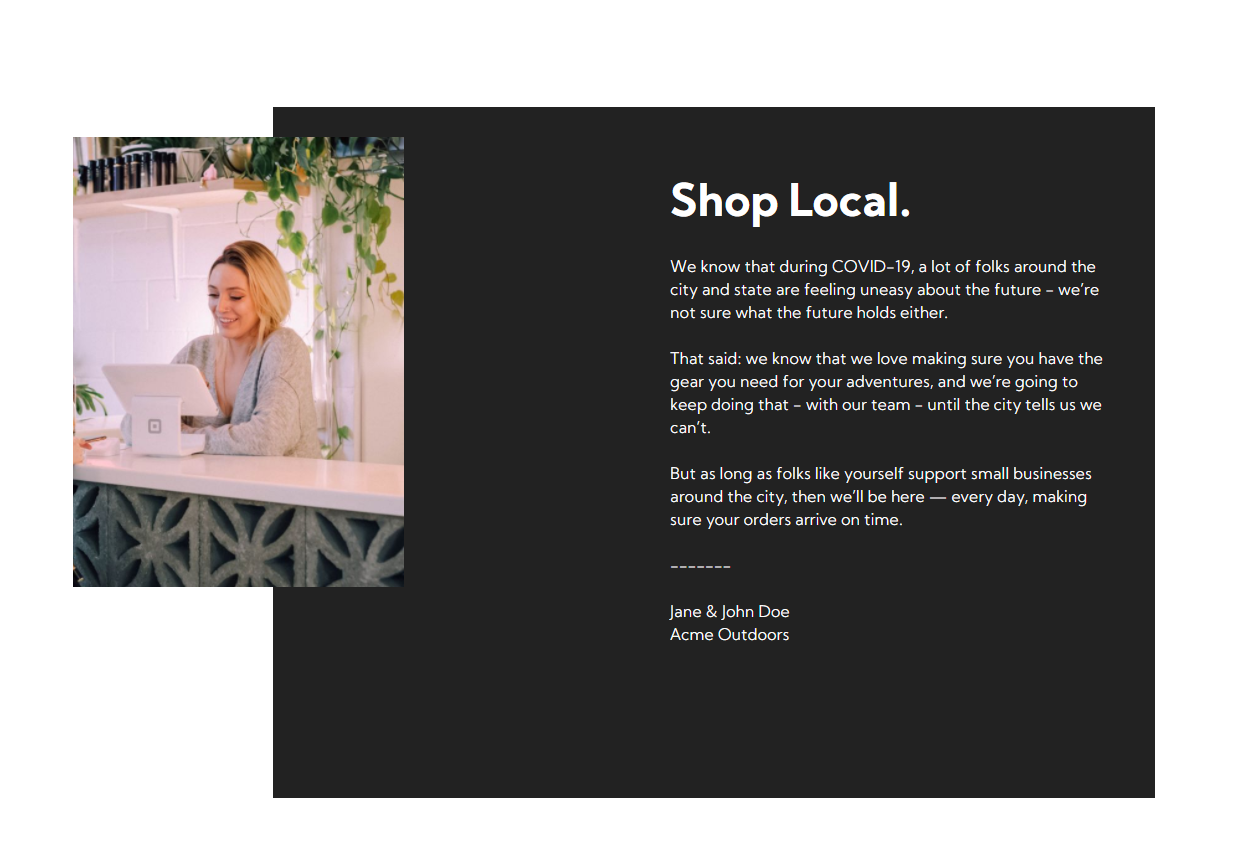 Shop Local.
We know that during COVID-19, a lot of folks around the
city and state are feeling uneasy about the future - we're
not sure what the future holds either.
That said: we know that we love making sure you have the
gear you need for your adventures, and we're going to
keep doing that - with our team - until the city tells us we
can't.
But as long as folks like yourself support small businesses
around the city, then we'll be here — every day, making
sure your orders arrive on time.
-------
Jane & John Doe
Acme Outdoors